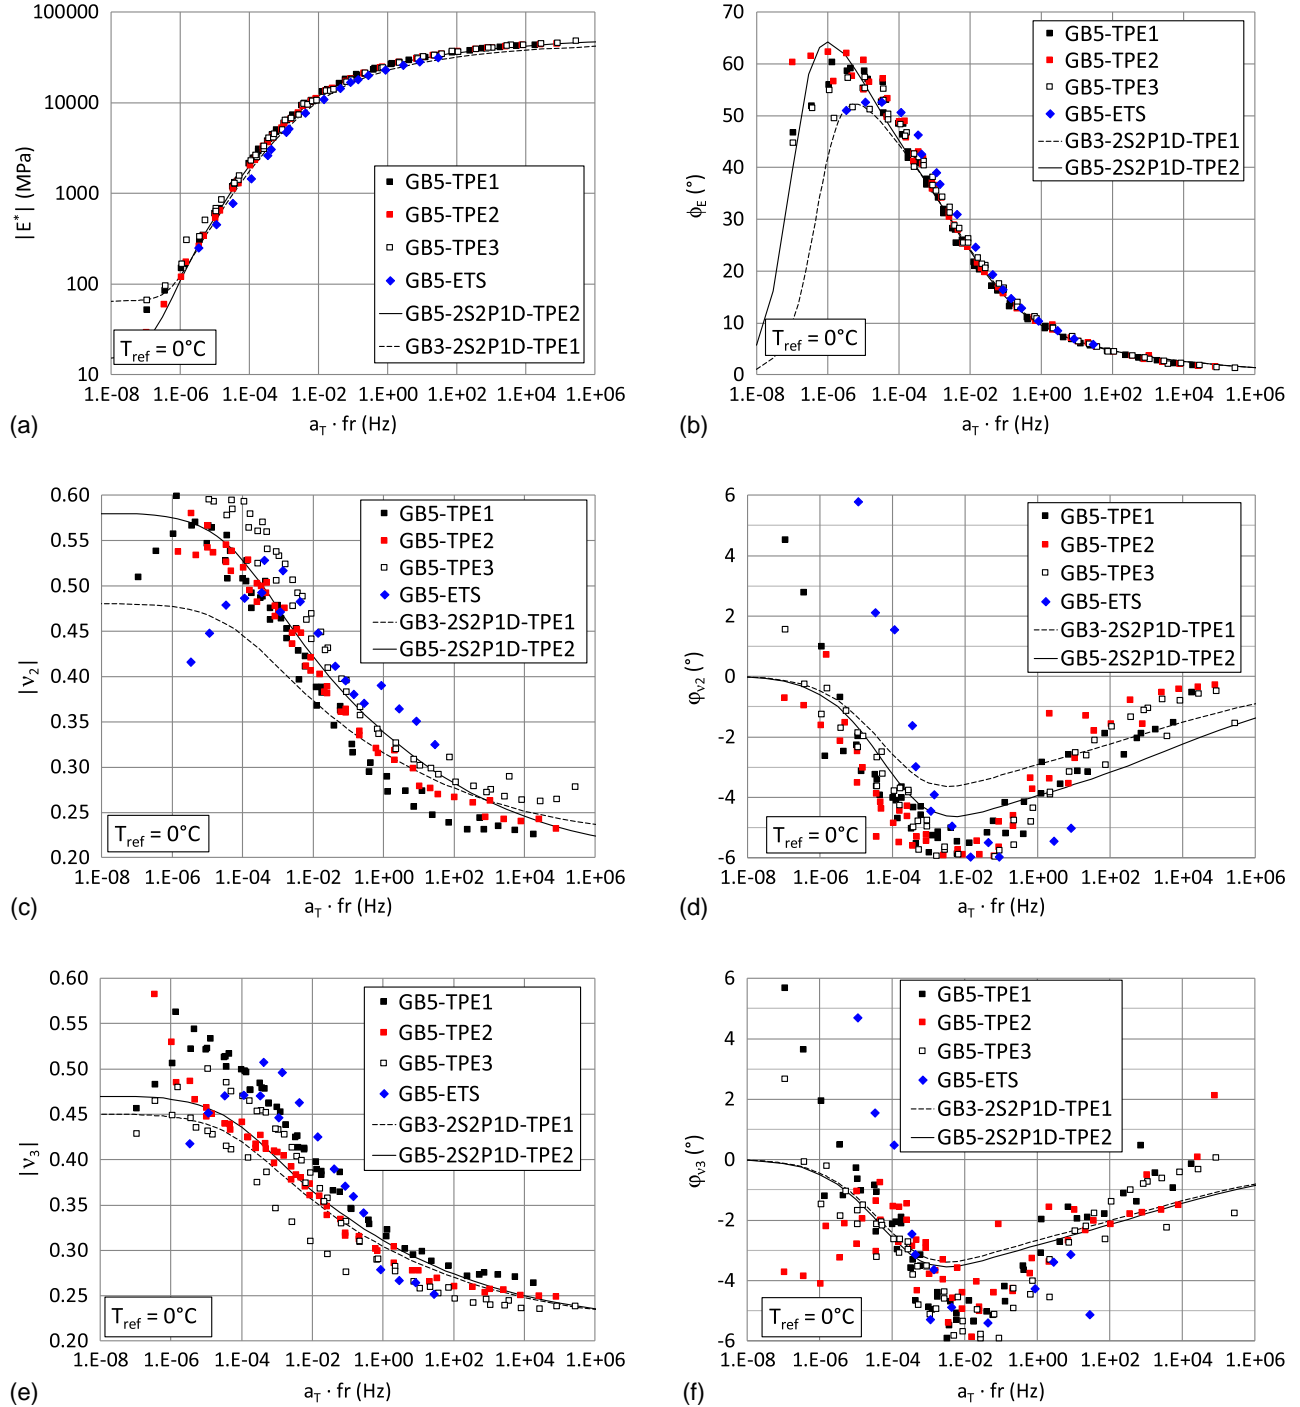 100000
10000
1000
100
10
|E*| (MPa)
GB5-TPE1
GB5-TPE2
GB5-TPE3
GB5-ETS
GB5-2S2P1D-TPE2
GB3-2S2P1D-TPE1
Tref = 0°C
1.E-08 1.E-06 1.E-04 1.E-02 1.E+00 1.E+02 1.E+04 1.E+06
(a)
aT · fr (Hz)
70
60
50
40
30
20
10
0
ϕE (°)
GB5-TPE1
GB5-TPE2
GB5-TPE3
GB5-ETS
GB3-2S2P1D-TPE1
GB5-2S2P1D-TPE2
Tref = 0°C
1.E-08 1.E-06 1.E-04 1.E-02 1.E+00 1.E+02 1.E+04 1.E+06
(b)
aT · fr (Hz)
0.60
0.55
0.50
0.45
0.40
0.35
0.30
0.25
0.20
|ν2|
GB5-TPE1
GB5-TPE2
GB5-TPE3
GB5-ETS
GB3-2S2P1D-TPE1
GB5-2S2P1D-TPE2
Tref = 0°C
1.E-08 1.E-06 1.E-04 1.E-02 1.E+00 1.E+02 1.E+04 1.E+06
(c)
aT · fr (Hz)
6
4
2
0
-2
-4
-6
φν2 (°)
GB5-TPE1
GB5-TPE2
GB5-TPE3
GB5-ETS
GB3-2S2P1D-TPE1
GB5-2S2P1D-TPE2
Tref = 0°C
1.E-08 1.E-06 1.E-04 1.E-02 1.E+00 1.E+02 1.E+04 1.E+06
(d)
aT · fr (Hz)
0.60
0.55
0.50
0.45
0.40
0.35
0.30
0.25
0.20
|ν3|
GB5-TPE1
GB5-TPE2
GB5-TPE3
GB5-ETS
GB3-2S2P1D-TPE1
GB5-2S2P1D-TPE2
Tref = 0°C
1.E-08 1.E-06 1.E-04 1.E-02 1.E+00 1.E+02 1.E+04 1.E+06
(e)
aT · fr (Hz)
6
4
2
0
-2
-4
-6
φν3 (°)
GB5-TPE1
GB5-TPE2
GB5-TPE3
GB5-ETS
GB3-2S2P1D-TPE1
GB5-2S2P1D-TPE2
Tref = 0°C
1.E-08 1.E-06 1.E-04 1.E-02 1.E+00 1.E+02 1.E+04 1.E+06
(f)
aT · fr (Hz)